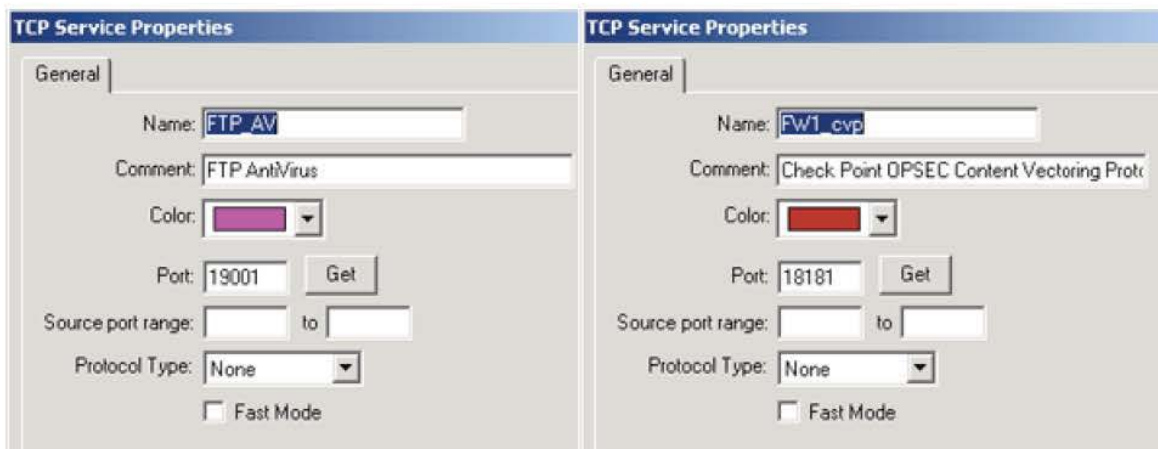 TCP Service Properties
General
Name: FTP_AV
Comment: FTP AntiVirus
Color:
Port: 19001 Get
Source port range: to
Protocol Type: None
Fast Mode
TCP Service Properties
General
Name: FW1_cvp
Comment: Check Point OPSEC Content Vectoring Proto
Color:
Port: 18181 Get
Source port range: to
Protocol Type: None
Fast Mode